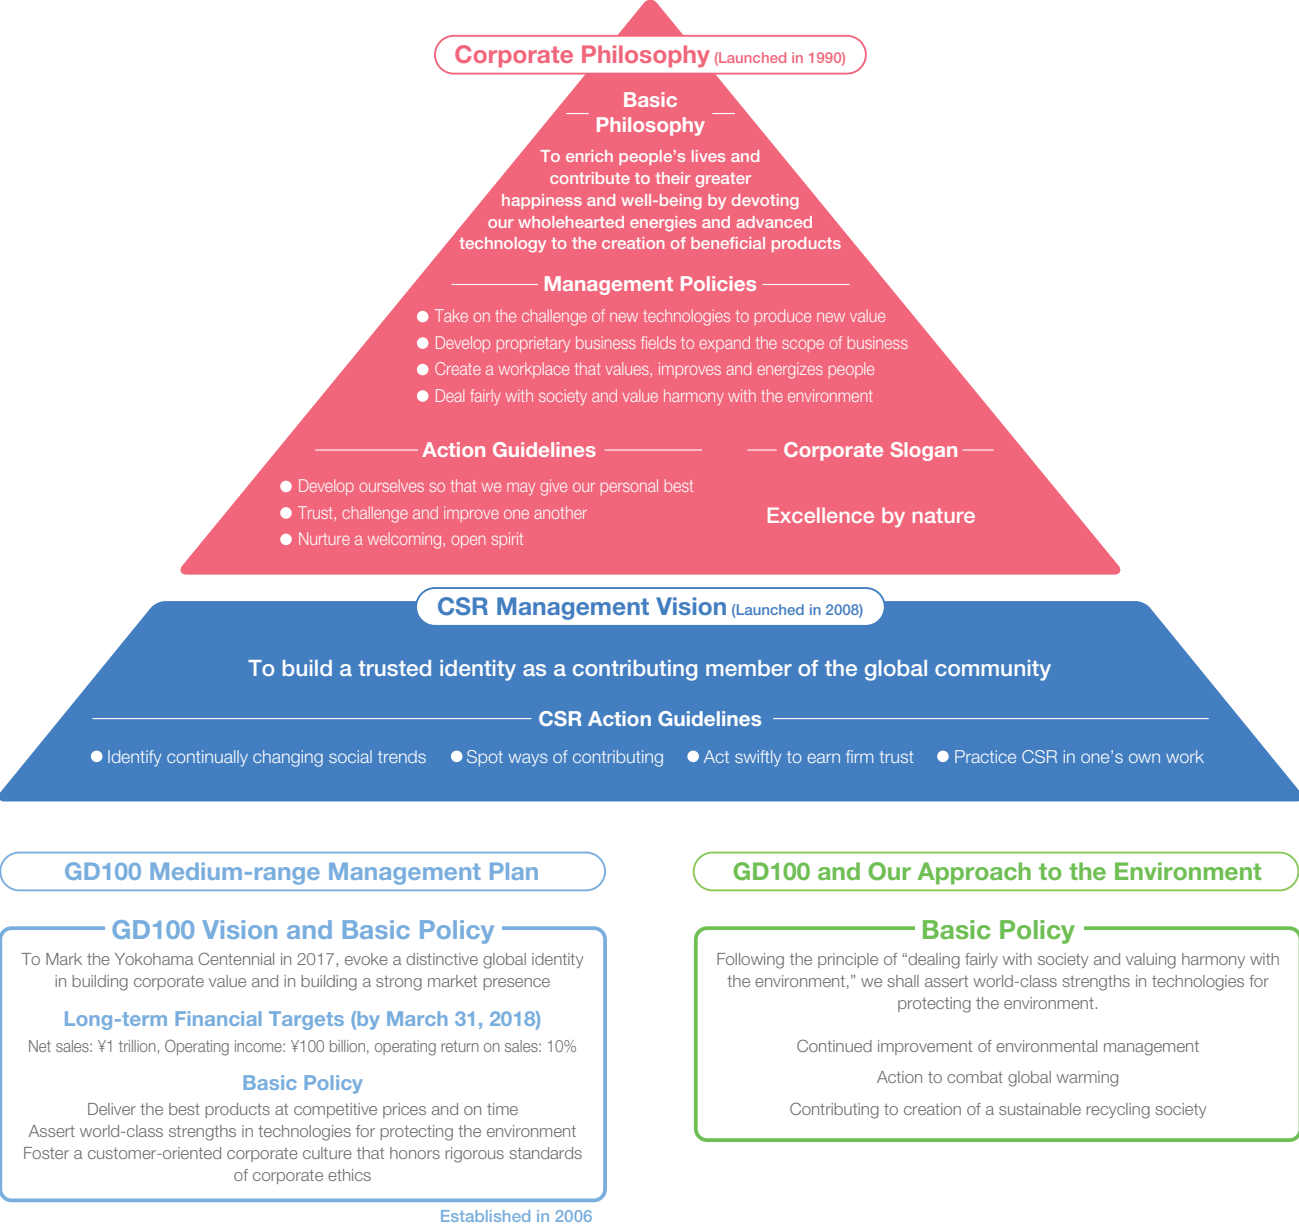 Corporate Philosophy (Launched in 1990)
Basic
Philosophy
To enrich people's lives and
contribute to their greater
happiness and well-being by devoting
our wholehearted energies and advanced
technology to the creation of beneficial products
Management Policies
● Take on the challenge of new technologies to produce new value
● Develop proprietary business fields to expand the scope of business
● Create a workplace that values, improves and energizes people
● Deal fairly with society and value harmony with the environment
Action Guidelines
● Develop ourselves so that we may give our personal best
● Trust, challenge and improve one another
● Nurture a welcoming, open spirit
Corporate Slogan
Excellence by nature
CSR Management Vision (Launched in 2008)
To build a trusted identity as a contributing member of the global community
CSR Action Guidelines
● Identify continually changing social trends ● Spot ways of contributing ● Act swiftly to earn firm trust ● Practice CSR in one's own work
GD100 Medium-range Management Plan
GD100 Vision and Basic Policy
To Mark the Yokohama Centennial in 2017, evoke a distinctive global identity
in building corporate value and in building a strong market presence
Long-term Financial Targets (by March 31, 2018)
Net sales: ¥1 trillion, Operating income: ¥100 billion, operating return on sales: 10%
Basic Policy
Deliver the best products at competitive prices and on time
Assert world-class strengths in technologies for protecting the environment
Foster a customer-oriented corporate culture that honors rigorous standards
of corporate ethics
Established in 2006
GD100 and Our Approach to the Environment
Basic Policy
Following the principle of “dealing fairly with society and valuing harmony with
the environment,” we shall assert world-class strengths in technologies for
protecting the environment.
Continued improvement of environmental management
Action to combat global warming
Contributing to creation of a sustainable recycling society